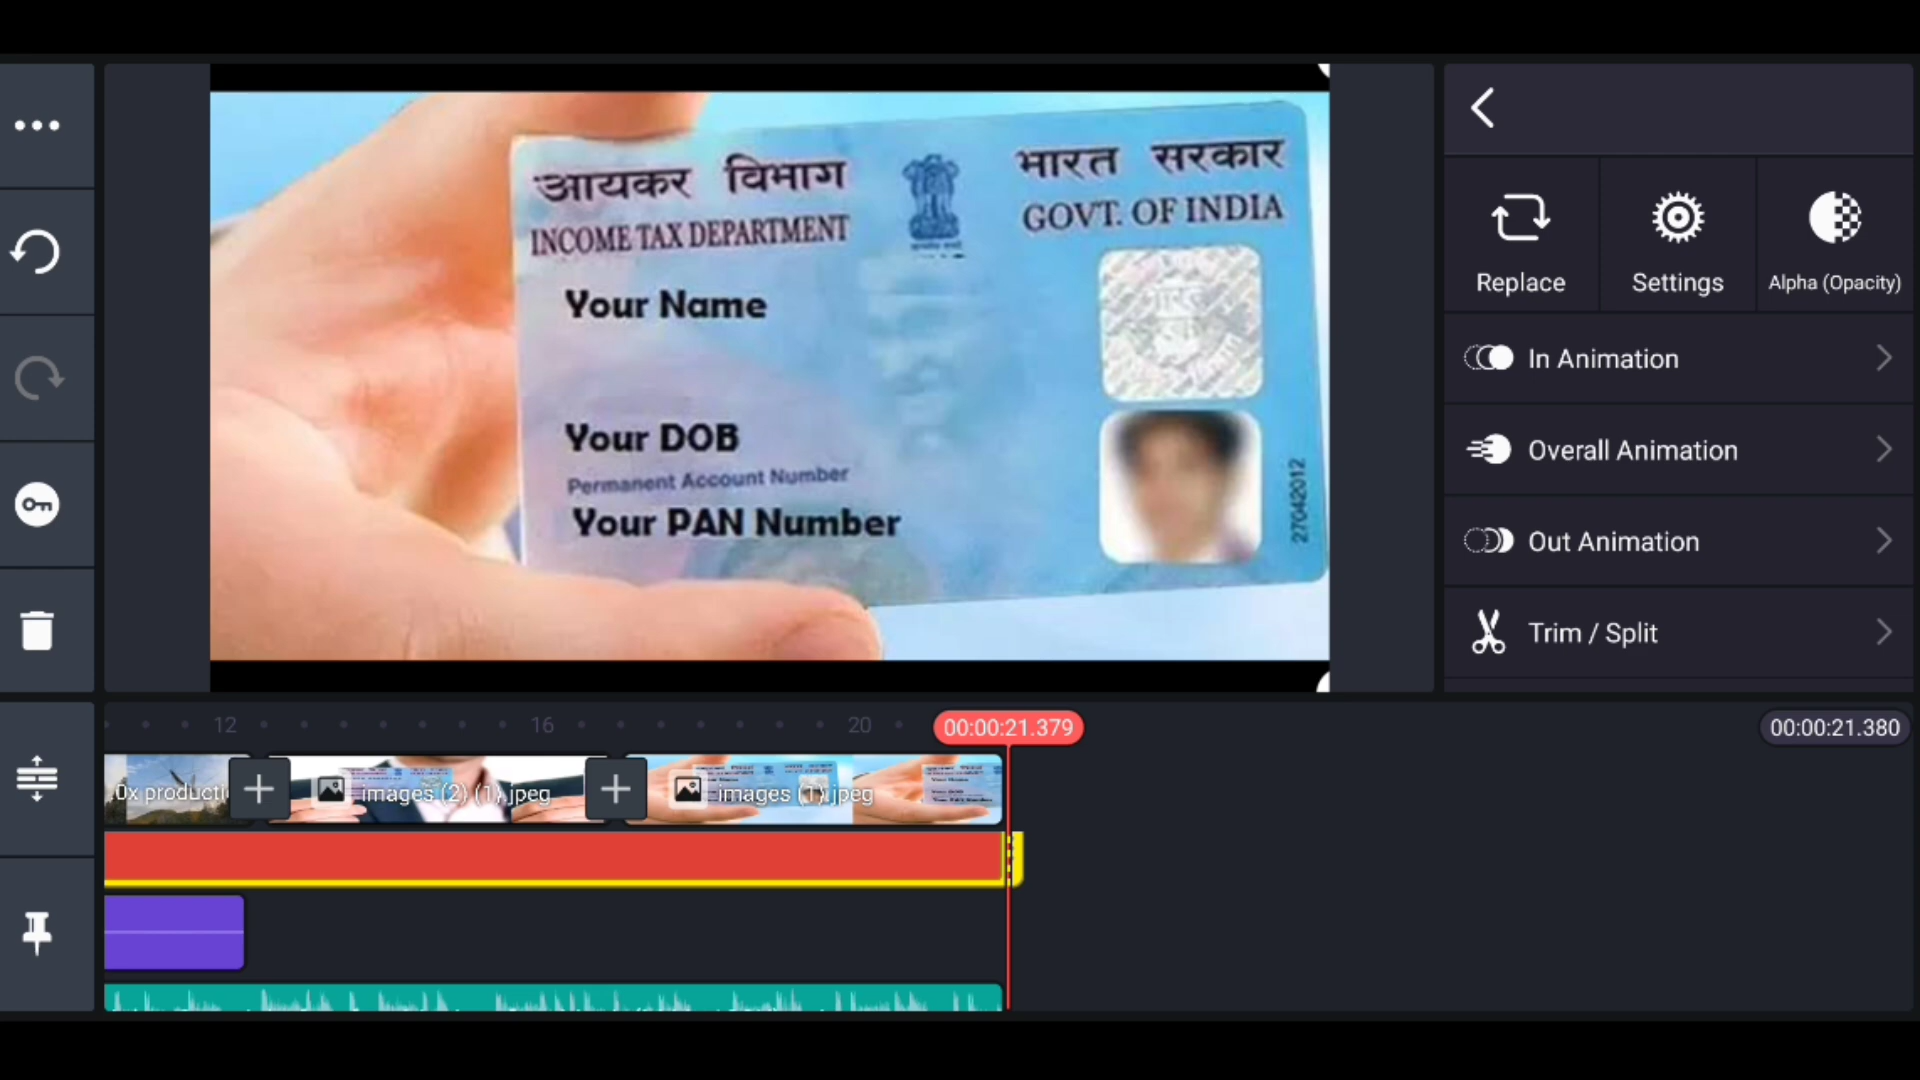 आयकर विभाग
INCOME TAX DEPARTMENT
भारत सरकार
GOVT. OF INDIA
Your Name
Your DOB
Permanent Account Number
Your PAN Number
27042012
Replace
Settings
Alpha (Opacity)
In Animation
Overall Animation
Out Animation
Trim / Split
12
16
20
00:00:21.379
00:00:21.380
0x producti
images (2) (1).jpeg
images (1).jpeg